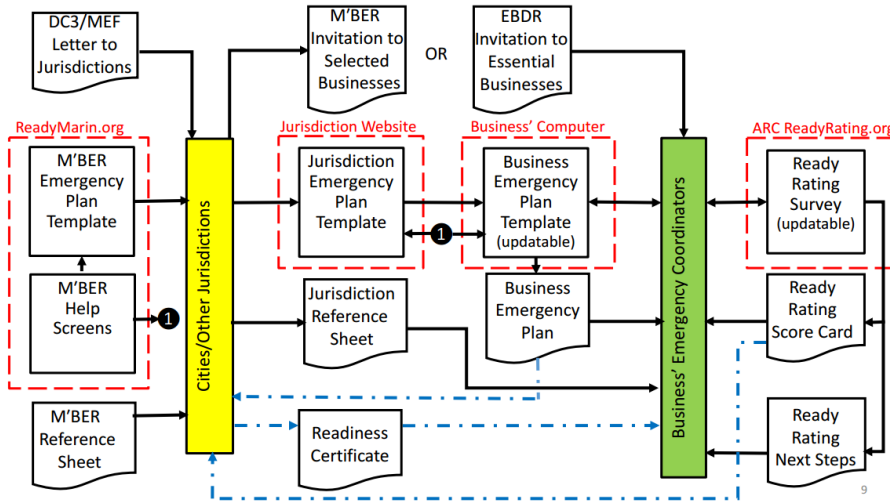 DC3/MEF
Letter to
Jurisdictions
M'BER
Invitation to
Selected
Businesses
OR
EBDR
Invitation to
Essential
Businesses
ReadyMarin.org
Jurisdiction Website
Business' Computer
ARC ReadyRating.org
M'BER
Emergency
Plan
Template
Cities/Other Jurisdictions
Jurisdiction
Emergency
Plan
Template
Business
Emergency
Plan
Template
(updatable)
Business' Emergency Coordinators
Ready
Rating
Survey
(updatable)
1
M'BER
Help
Screens
1
Jurisdiction
Reference
Sheet
Business
Emergency
Plan
Ready
Rating
Score Card
M'BER
Reference
Sheet
Readiness
Certificate
Ready
Rating
Next Steps
9